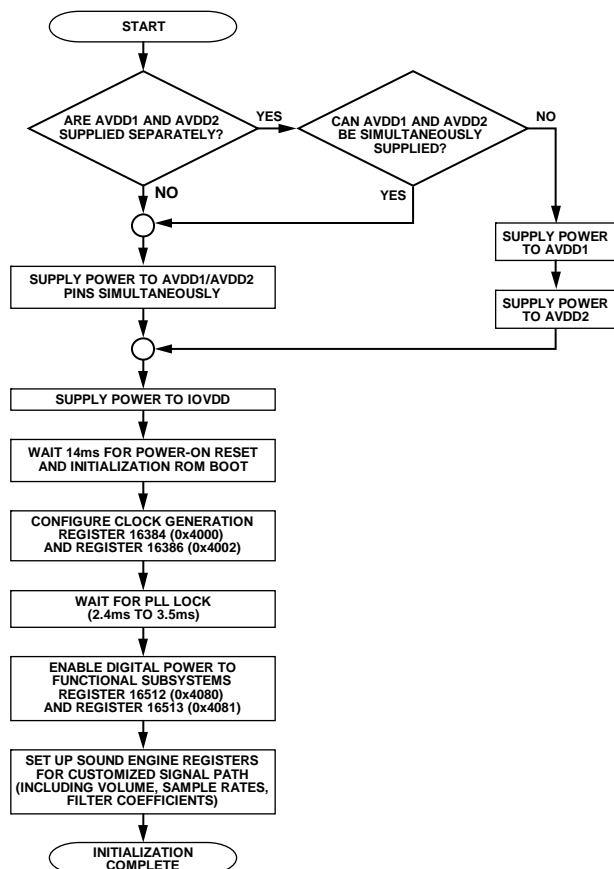 START
ARE AVDD1 AND AVDD2
SUPPLIED SEPARATELY?
YES
CAN AVDD1 AND AVDD2
BE SIMULTANEOUSLY
SUPPLIED?
NO
NO
YES
SUPPLY POWER
TO AVDD1
SUPPLY POWER TO AVDD1/AVDD2
PINS SIMULTANEOUSLY
SUPPLY POWER
TO AVDD2
SUPPLY POWER TO IOVDD
WAIT 14ms FOR POWER-ON RESET
AND INITIALIZATION ROM BOOT
CONFIGURE CLOCK GENERATION
REGISTER 16384 (0x4000)
AND REGISTER 16386 (0x4002)
WAIT FOR PLL LOCK
(2.4ms TO 3.5ms)
ENABLE DIGITAL POWER TO
FUNCTIONAL SUBSYSTEMS
REGISTER 16512 (0x4080)
AND REGISTER 16513 (0x4081)
SET UP SOUND ENGINE REGISTERS
FOR CUSTOMIZED SIGNAL PATH
(INCLUDING VOLUME, SAMPLE RATES,
FILTER COEFFICIENTS)
INITIALIZATION
COMPLETE